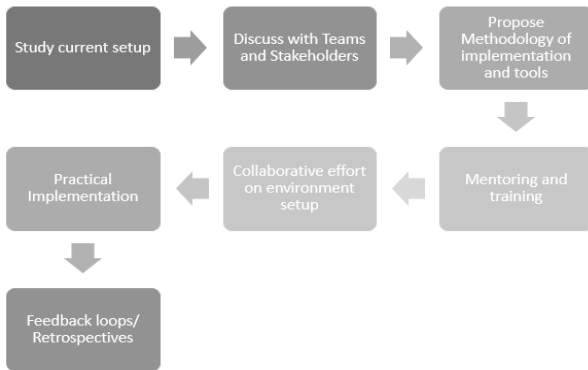 Study current setup
Discuss with Teams
and Stakeholders
Propose
Methodology of
implementation
and tools
Mentoring and
training
Collaborative effort
on environment
setup
Practical
Implementation
Feedback loops/
Retrospectives